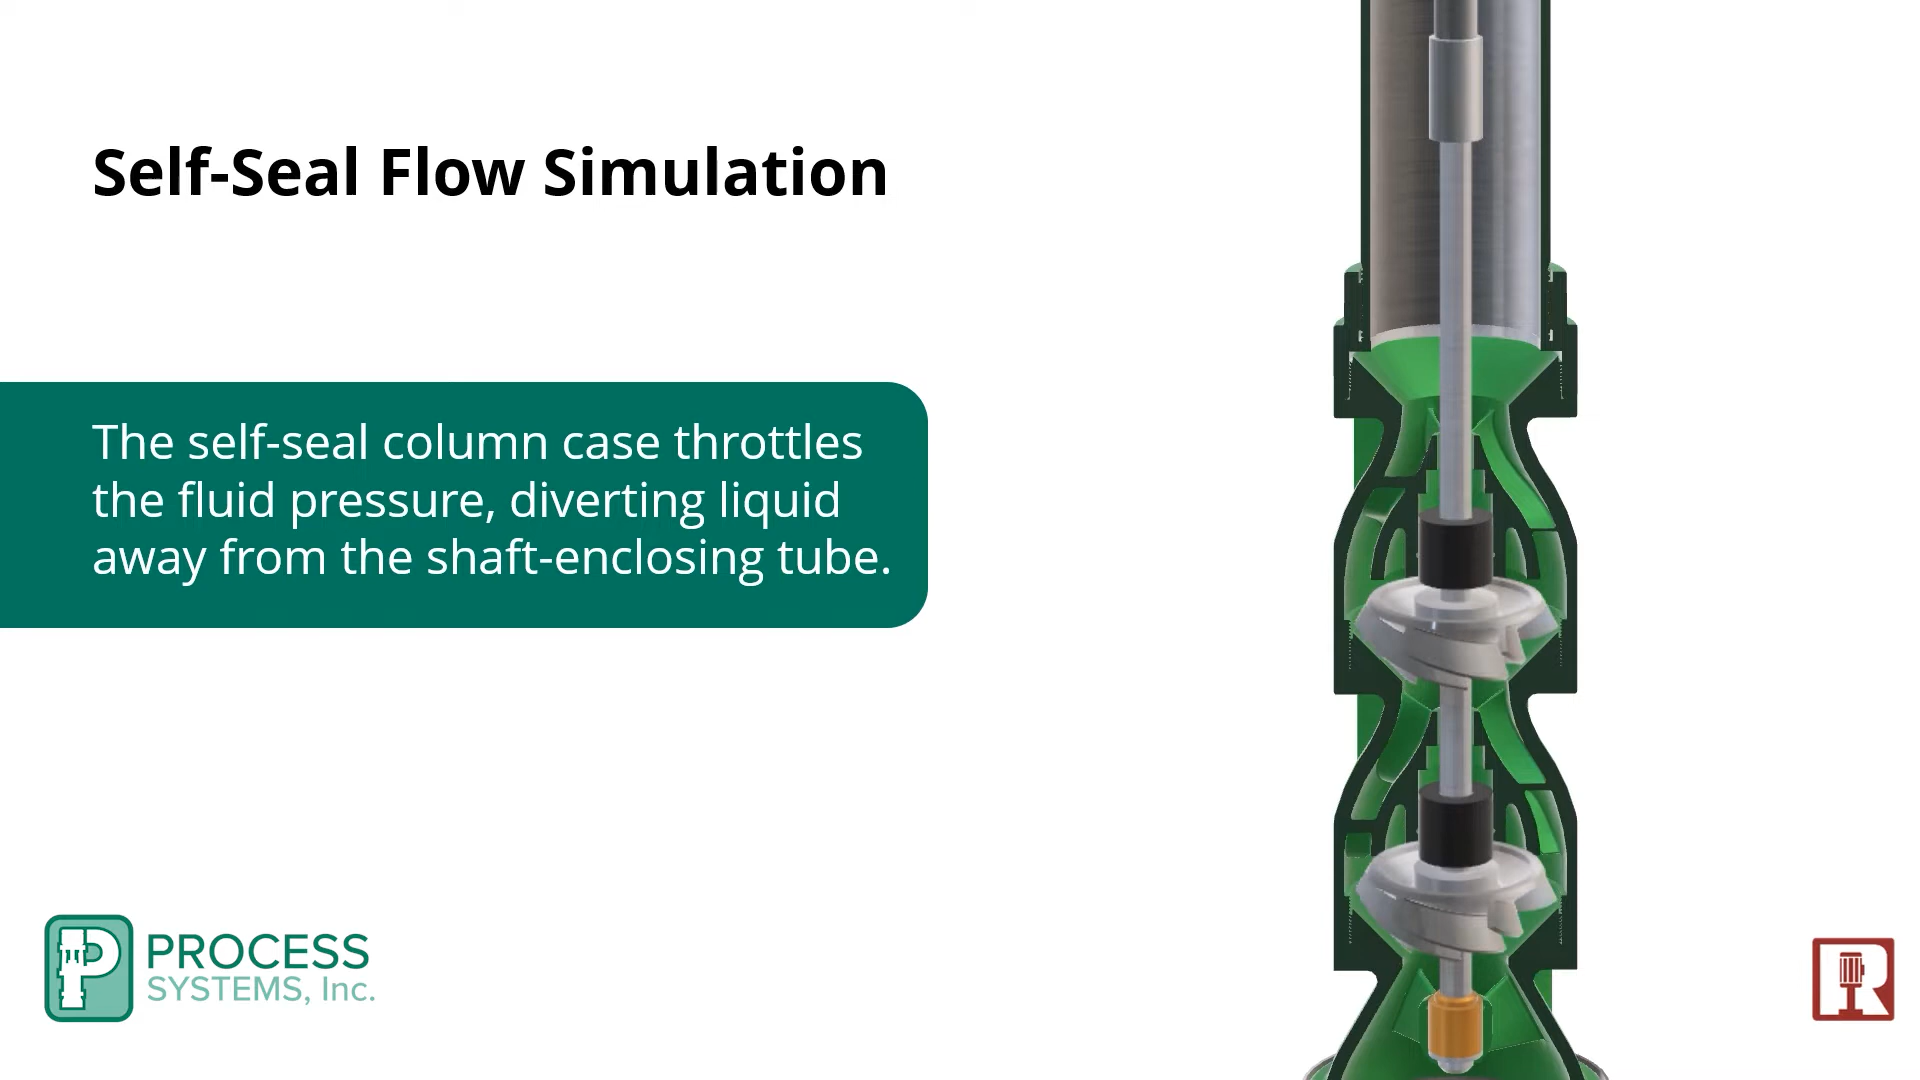 Self-Seal Flow Simulation
The self-seal column case throttles
the fluid pressure, diverting liquid
away from the shaft-enclosing tube.
P PROCESS
SYSTEMS, Inc.
R